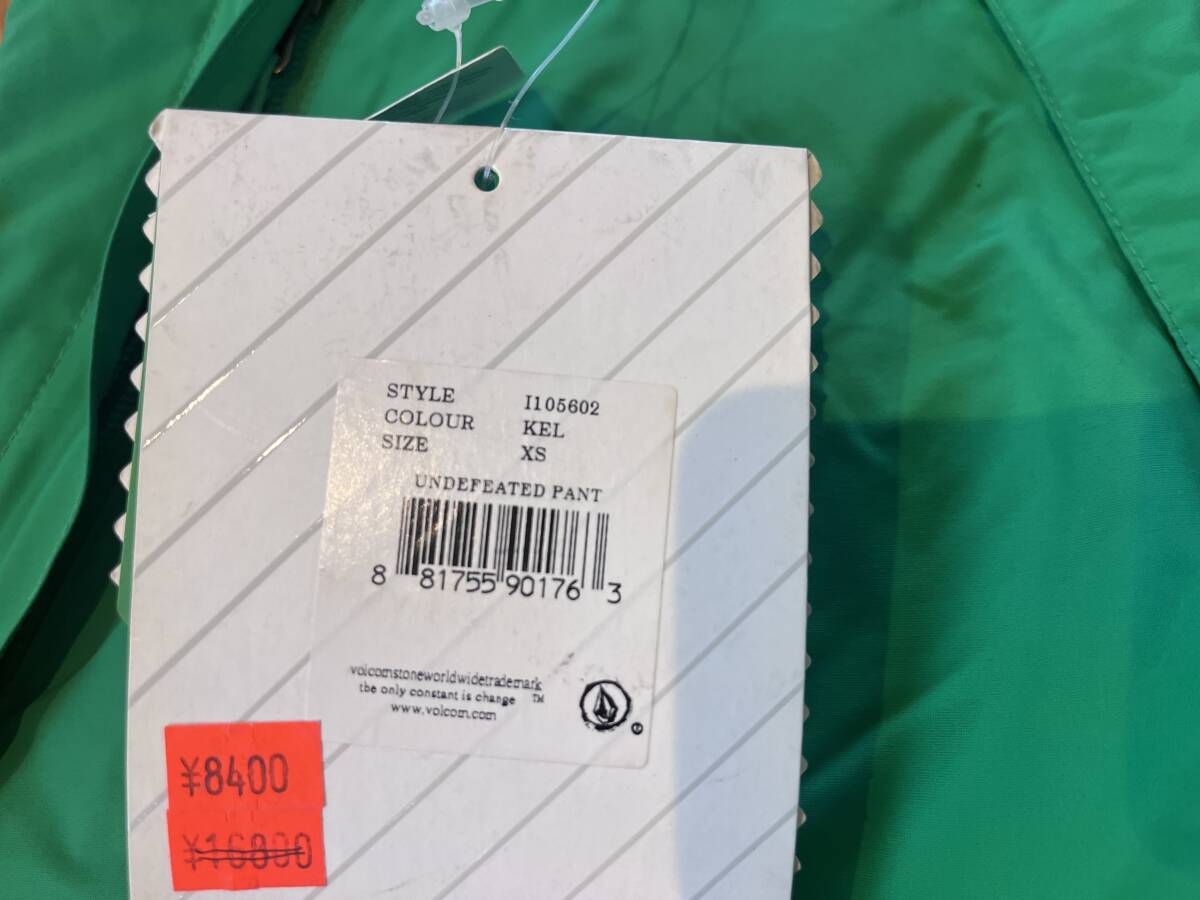 STYLE I105602
COLOUR KEL
SIZE XS
UNDEFEATED PANT
8 81755 90176 3
volcomstoneworldwidetrademark
the only constant is change ™
www.volcom.com
¥8400
¥16800